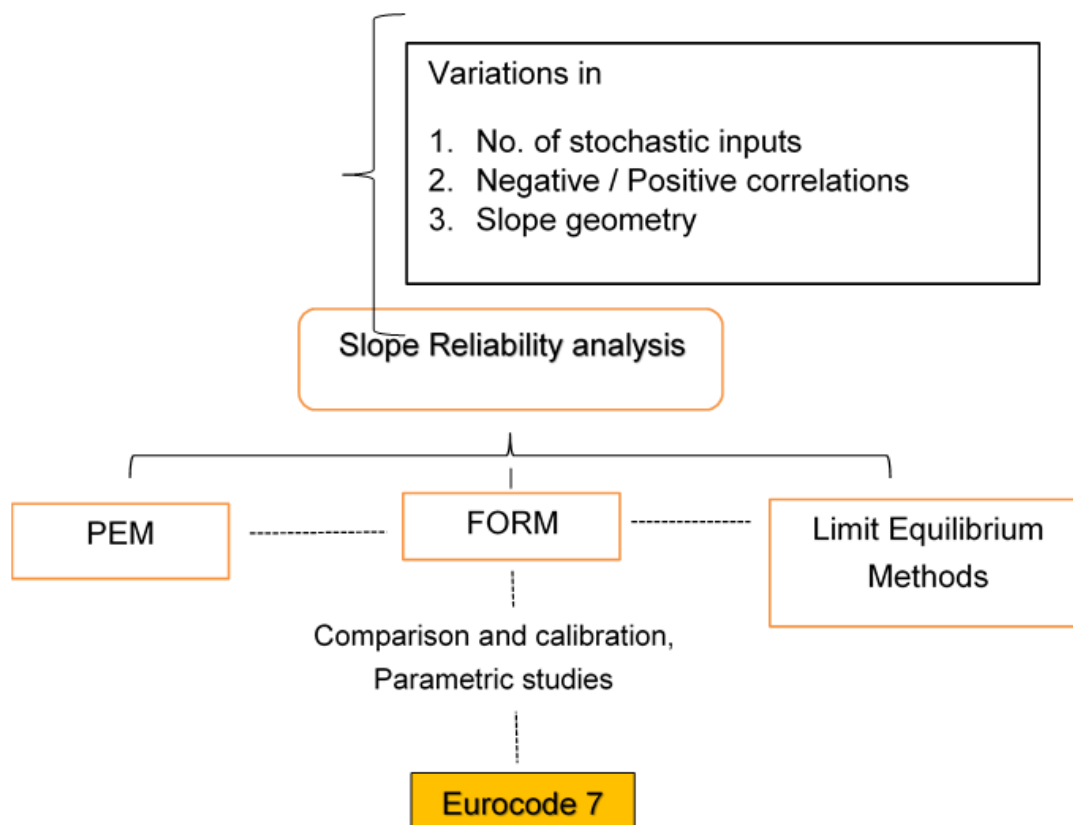 Variations in
1. No. of stochastic inputs
2. Negative / Positive correlations
3. Slope geometry
Slope Reliability analysis
PEM
FORM
Limit Equilibrium
Methods
Comparison and calibration,
Parametric studies
Eurocode 7